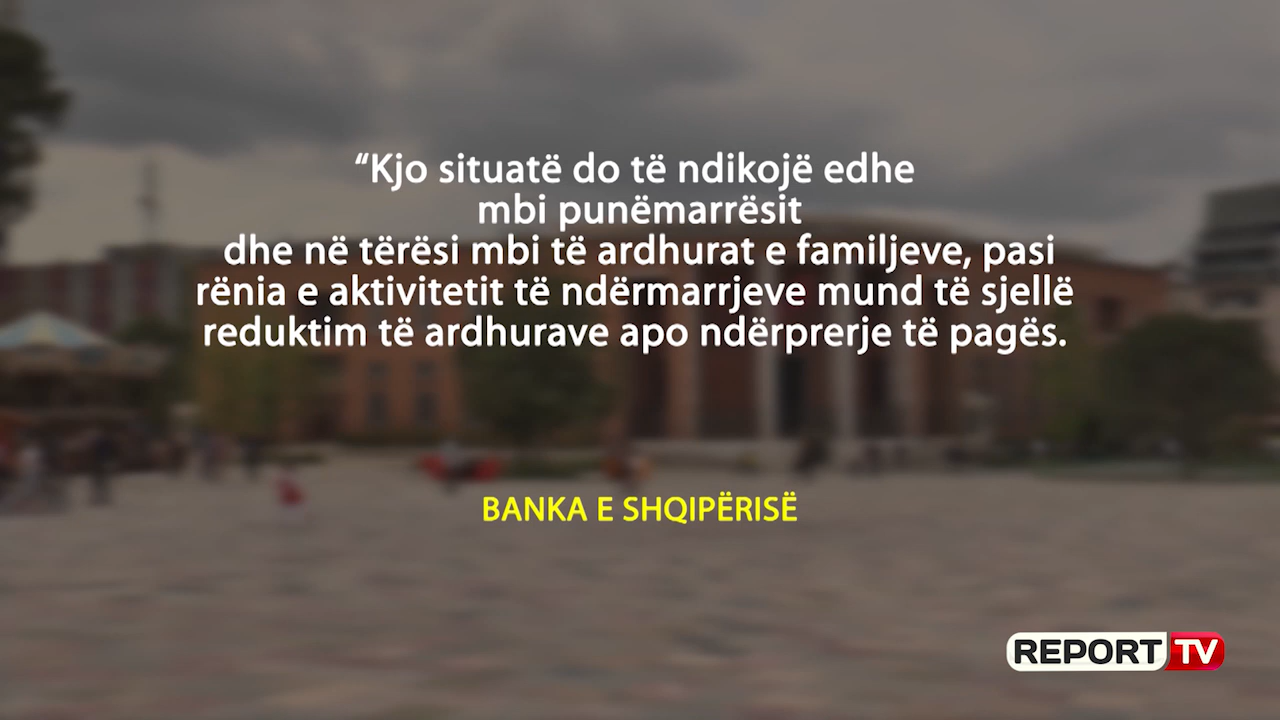 “Kjo situatë do të ndikojë edhe
mbi punëmarrësit
dhe në tërësi mbi të ardhurat e familjeve, pasi
rënia e aktivitetit të ndërmarrjeve mund të sjellë
reduktim të ardhurave apo ndërprerje të pagës.
BANKA E SHQIPËRISË
REPORT TV